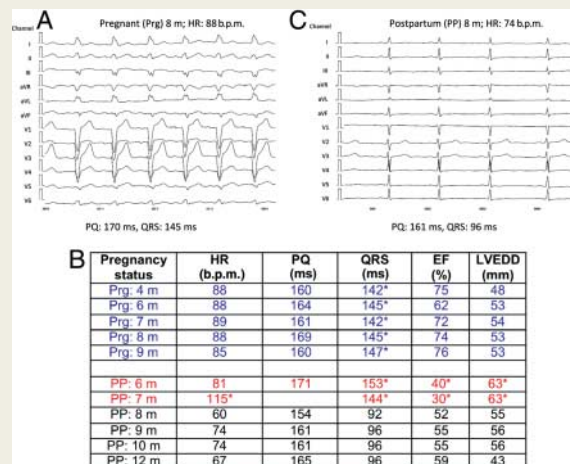 A
Pregnant (Prg) 8 m; HR: 88 b.p.m.
Channel
I
II
III
aVR
aVL
aVF
V1
V2
V3
V4
V5
V6
PQ: 170 ms, QRS: 145 ms
C
Postpartum (PP) 8 m; HR: 74 b.p.m.
Channel
I
II
III
aVR
aVL
aVF
V1
V2
V3
V4
V5
V6
PQ: 161 ms, QRS: 96 ms
B
Pregnancy status HR (b.p.m.) PQ (ms) QRS (ms) EF (%) LVEDD (mm)
Prg: 4 m 88 160 142* 75 48
Prg: 6 m 88 164 145* 62 53
Prg: 7 m 89 161 142* 72 54
Prg: 8 m 88 169 145* 74 53
Prg: 9 m 85 160 147* 76 53
PP: 6 m 81 171 153* 40* 63*
PP: 7 m 115* 144* 30* 63*
PP: 8 m 60 154 92 52 55
PP: 9 m 74 161 96 55 56
PP: 10 m 74 161 96 55 56
PP: 12 m 67 165 96 59 43